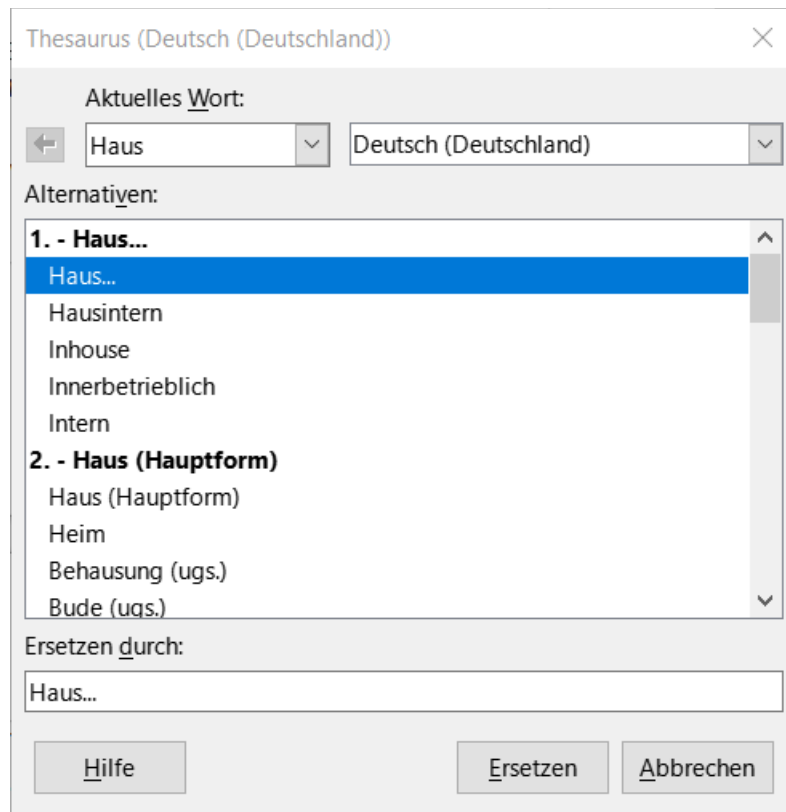 Thesaurus (Deutsch (Deutschland))
Aktuelles Wort:
Haus Deutsch (Deutschland)
Alternativen:
1. - Haus...
Haus...
Hausintern
Inhouse
Innerbetrieblich
Intern
2. - Haus (Hauptform)
Haus (Hauptform)
Heim
Behausung (ugs.)
Bude (ugs.)
Ersetzen durch:
Haus...
Hilfe Ersetzen Abbrechen